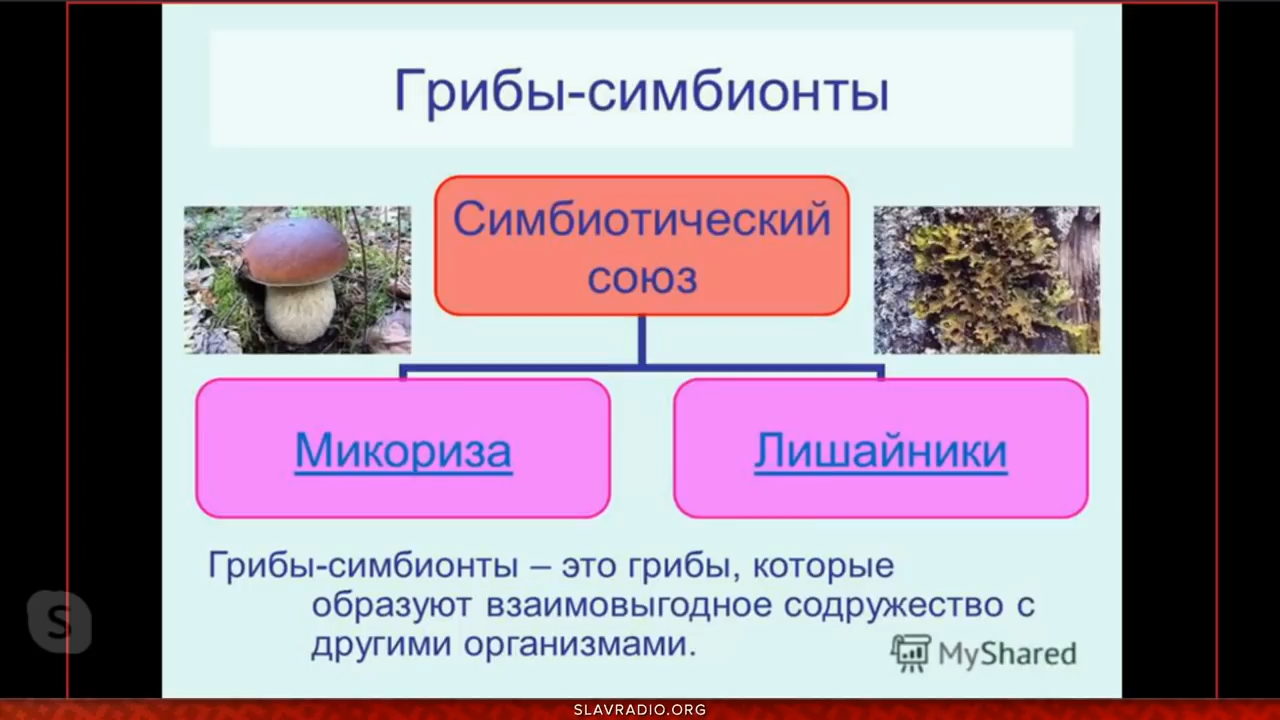 Грибы-симбионты
Симбиотический
союз
Микориза
Лишайники
Грибы-симбионты – это грибы, которые
образуют взаимовыгодное содружество с
другими организмами.
MyShared
S
SLAVRADIO.ORG